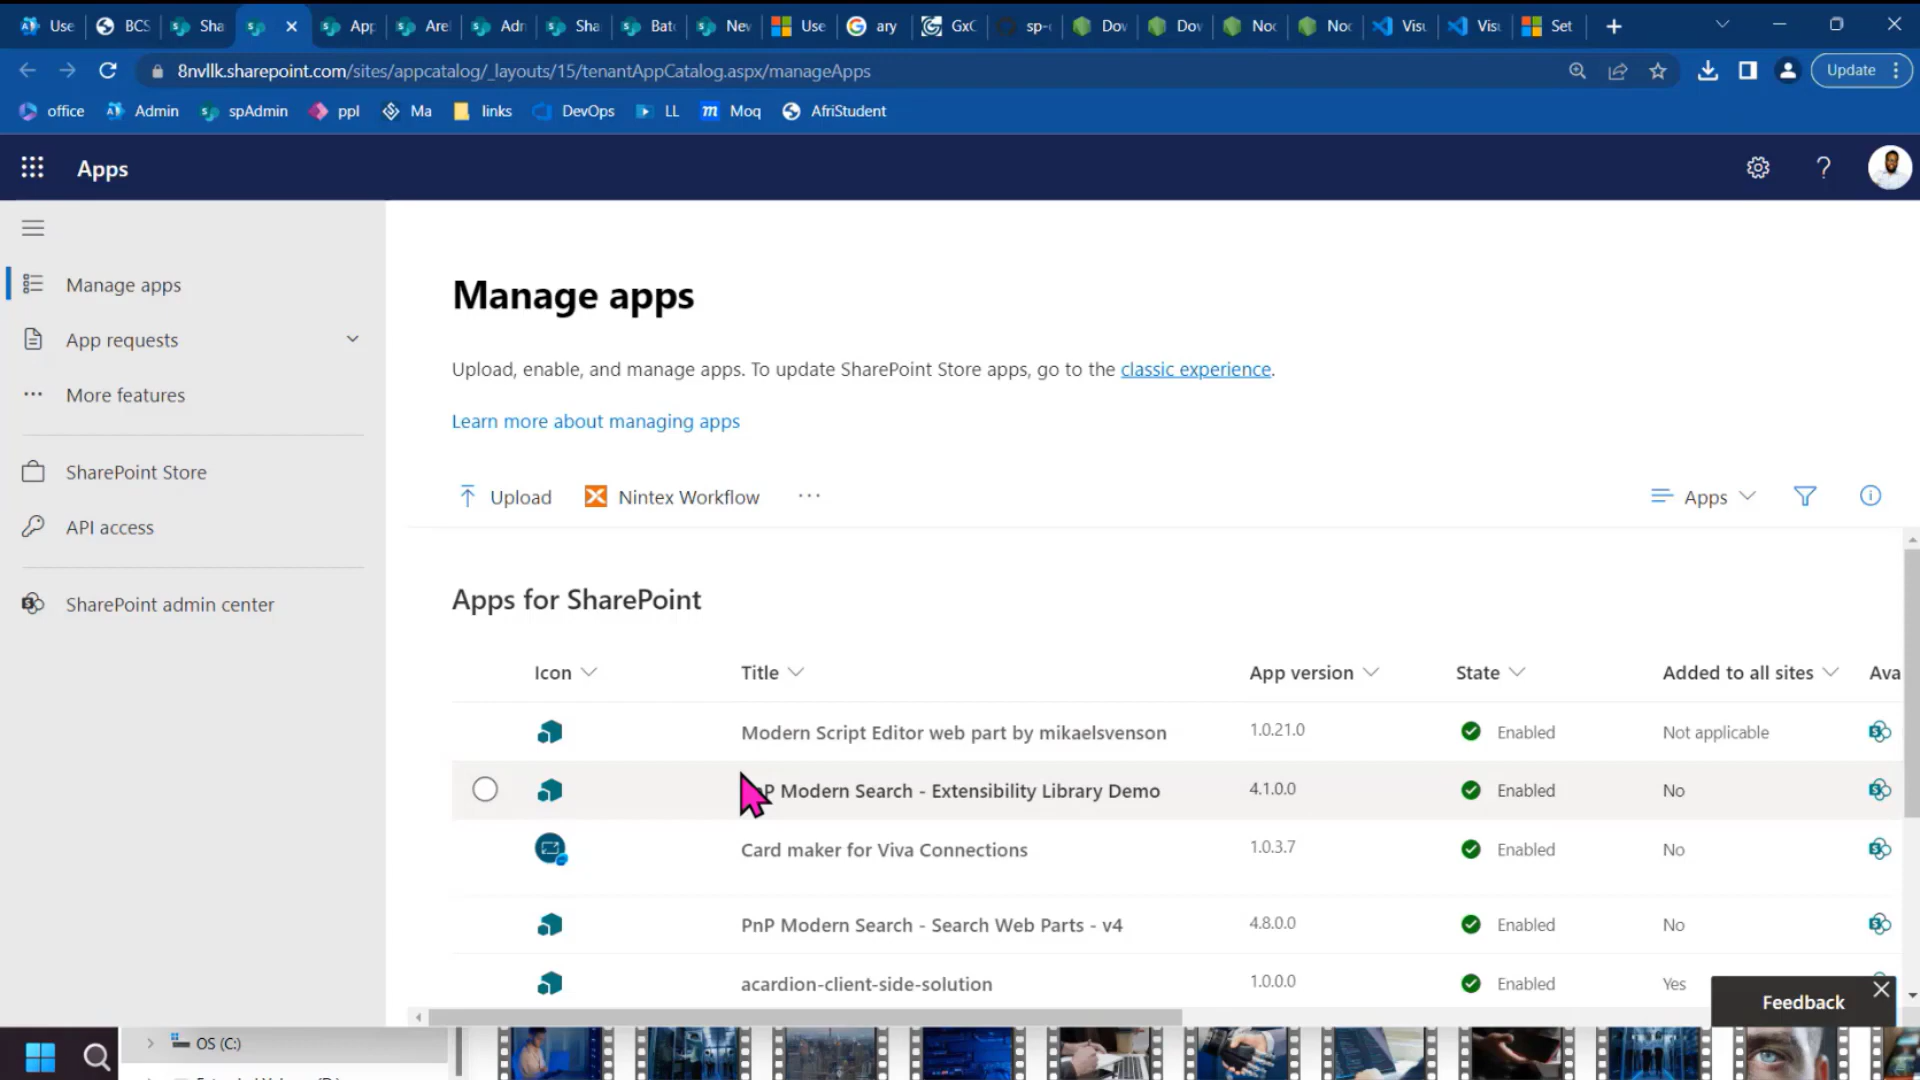 Use
BCS
Sha
App
Are
Adn
Sha
Bat
Nev
Use
ary
GxC
sp-
Dov
Dov
Noc
Noc
Visu
Visu
Set
8nvllk.sharepoint.com/sites/appcatalog/_layouts/15/tenantAppCatalog.aspx/manageApps
Update
office
Admin
spAdmin
ppl
Ma
links
DevOps
LL
Moq
AfriStudent
Apps
Manage apps
App requests
More features
SharePoint Store
API access
SharePoint admin center
Manage apps
Upload, enable, and manage apps. To update SharePoint Store apps, go to the classic experience.
Learn more about managing apps
Upload
Nintex Workflow
Apps
Apps for SharePoint
Icon Title App version State Added to all sites Ava
Modern Script Editor web part by mikaelsvenson 1.0.21.0 Enabled Not applicable
P Modern Search - Extensibility Library Demo 4.1.0.0 Enabled No
Card maker for Viva Connections 1.0.3.7 Enabled No
PnP Modern Search - Search Web Parts - v4 4.8.0.0 Enabled No
acardion-client-side-solution 1.0.0.0 Enabled Yes
Feedback
OS (C:)